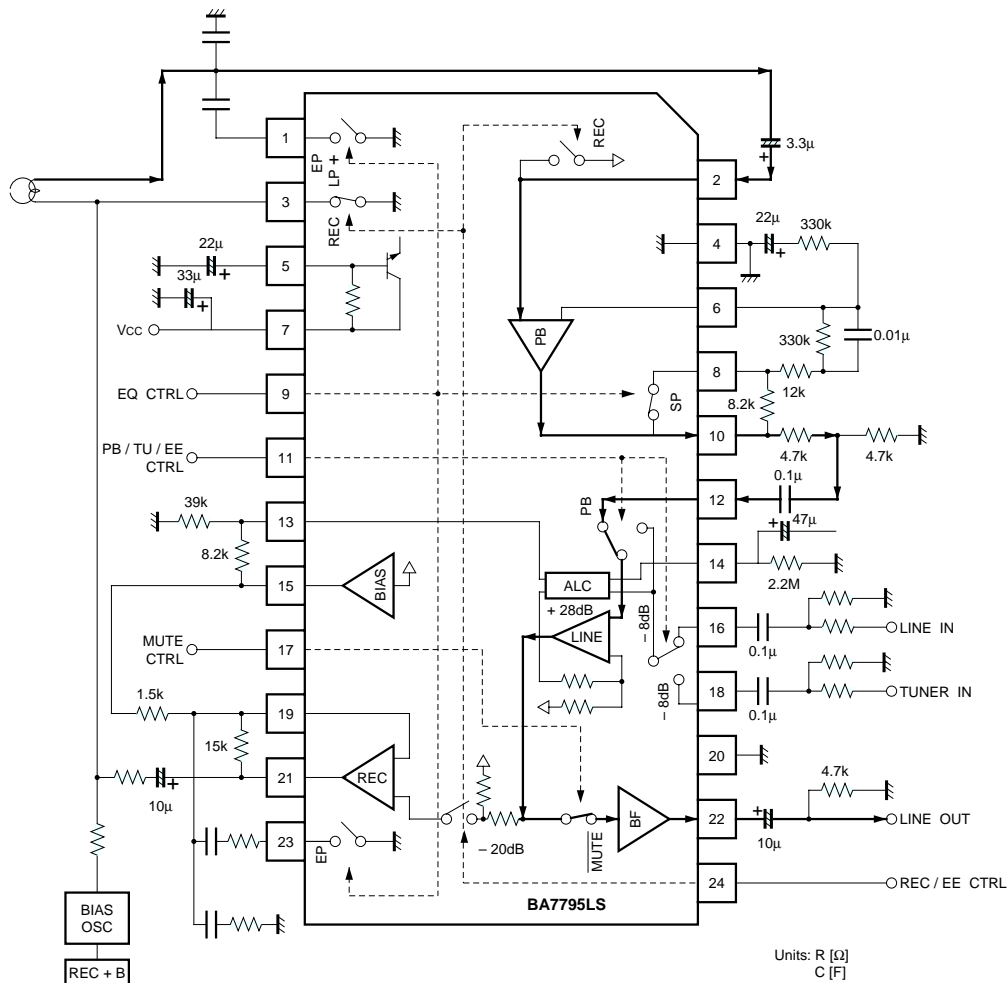 3.3μ
1
EP
LP +
REC
2
3
REC
22μ
330k
4
22μ
5
33μ
6
VCC
7
PB
330k
0.01μ
8
EQ CTRL
9
SP
12k
8.2k
10
4.7k
4.7k
PB / TU / EE
CTRL
11
0.1μ
12
PB
39k
13
47μ
14
8.2k
2.2M
15
BIAS
ALC
+ 28dB
– 8dB
16
LINE IN
0.1μ
MUTE
CTRL
17
LINE
– 8dB
18
TUNER IN
0.1μ
1.5k
19
15k
20
21
REC
4.7k
10μ
22
LINE OUT
10μ
BF
MUTE
– 20dB
23
EP
24
REC / EE CTRL
BIAS
OSC
BA7795LS
REC + B
Units: R [Ω]
C [F]